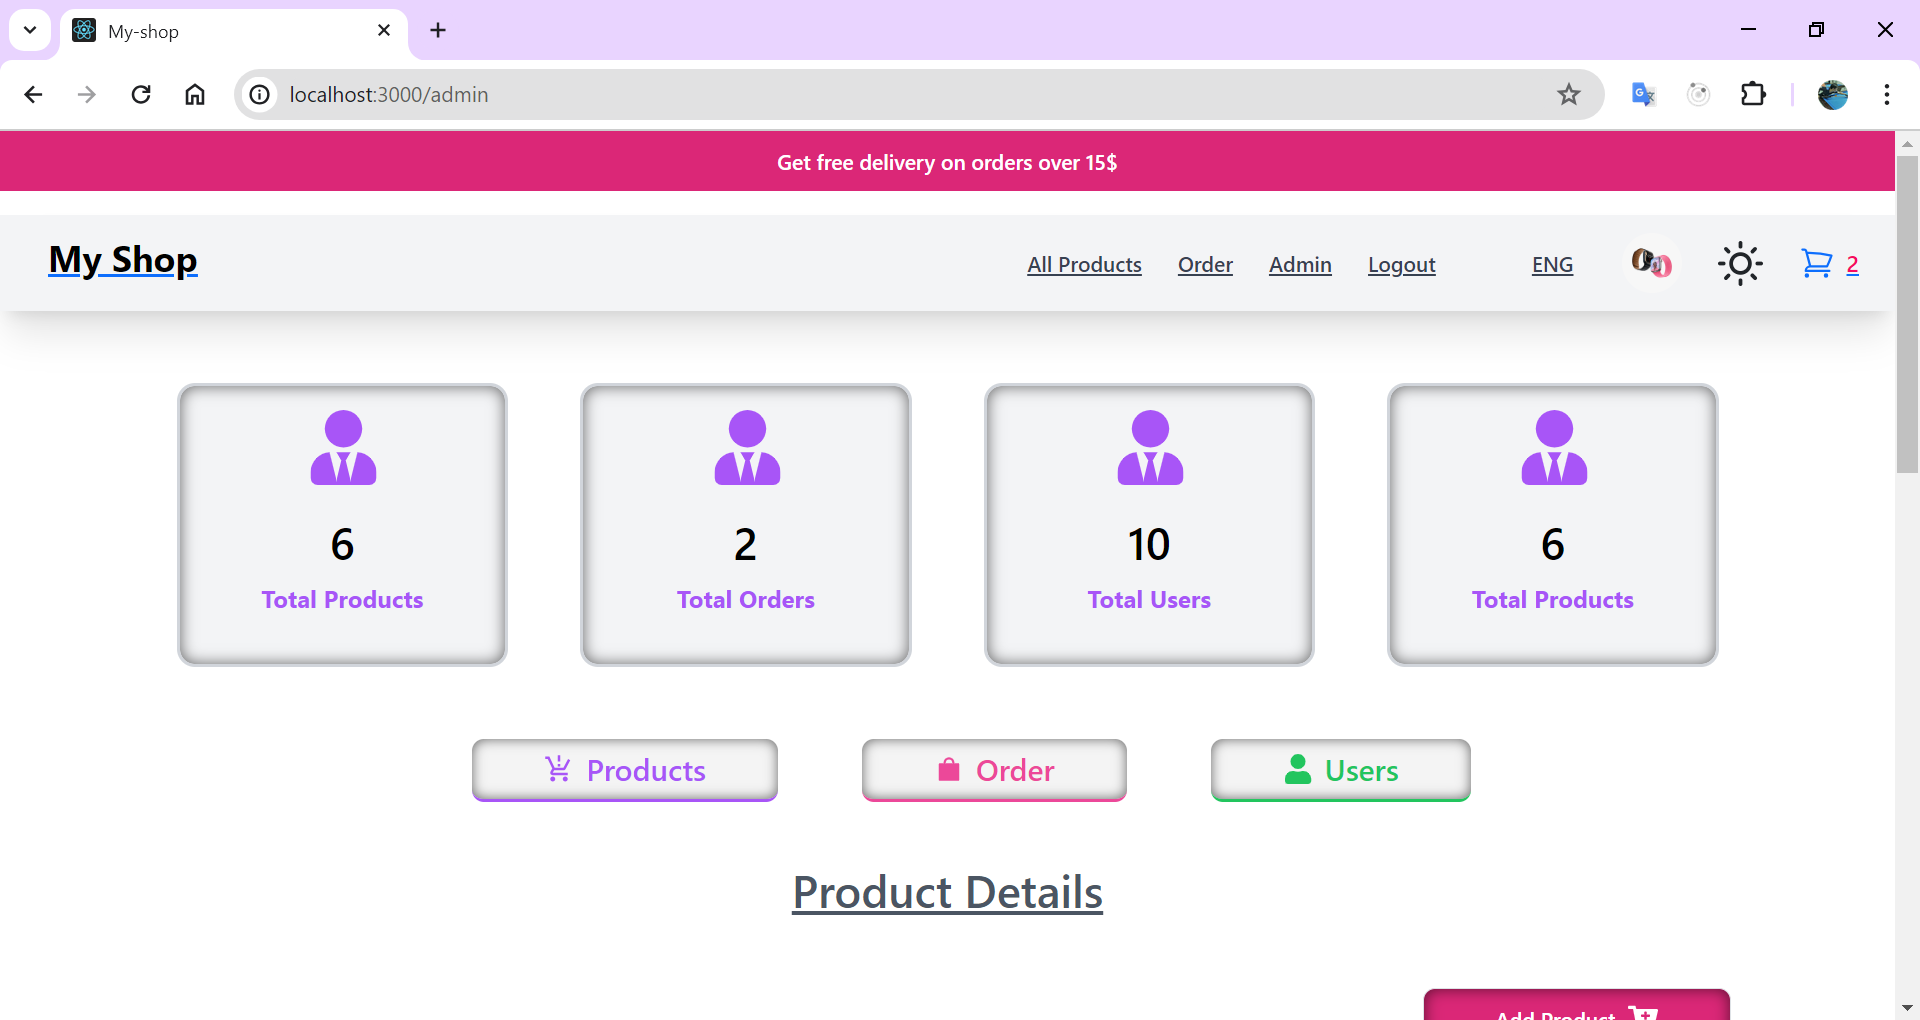 My-shop
localhost:3000/admin
Get free delivery on orders over 15$
My Shop
All Products Order Admin Logout ENG 2
6 2 10 6
Total Products Total Orders Total Users Total Products
Products Order Users
Product Details
Add Product